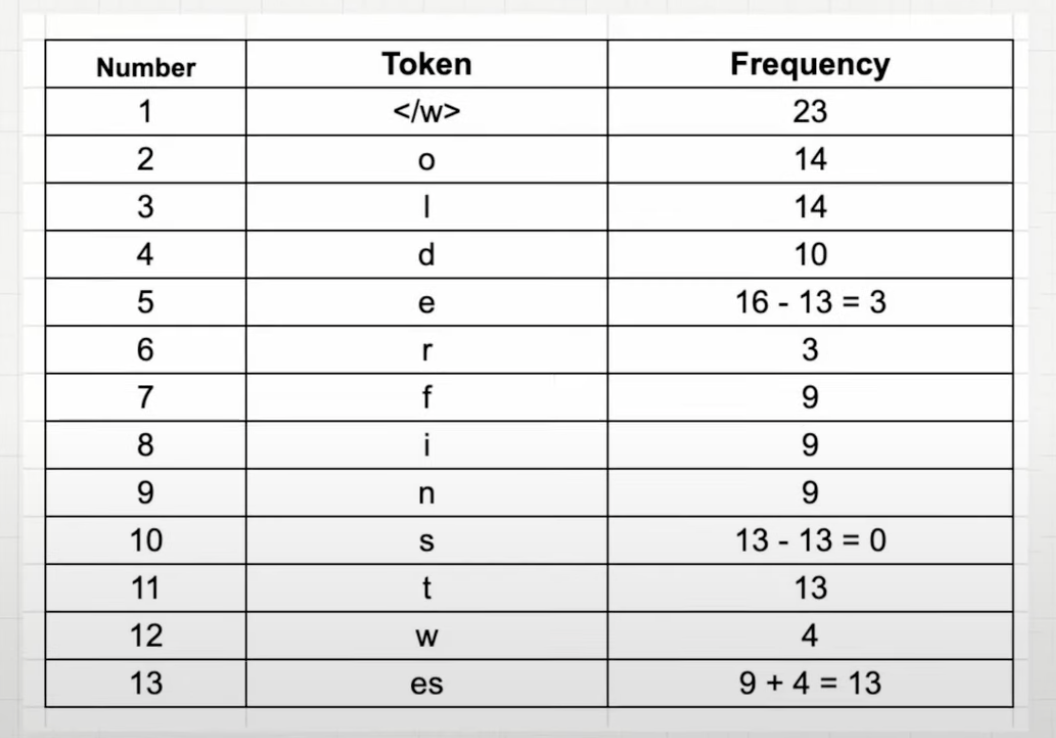 Number Token Frequency
1 </w> 23
2 o 14
3 l 14
4 d 10
5 e 16 - 13 = 3
6 r 3
7 f 9
8 i 9
9 n 9
10 s 13 - 13 = 0
11 t 13
12 w 4
13 es 9 + 4 = 13